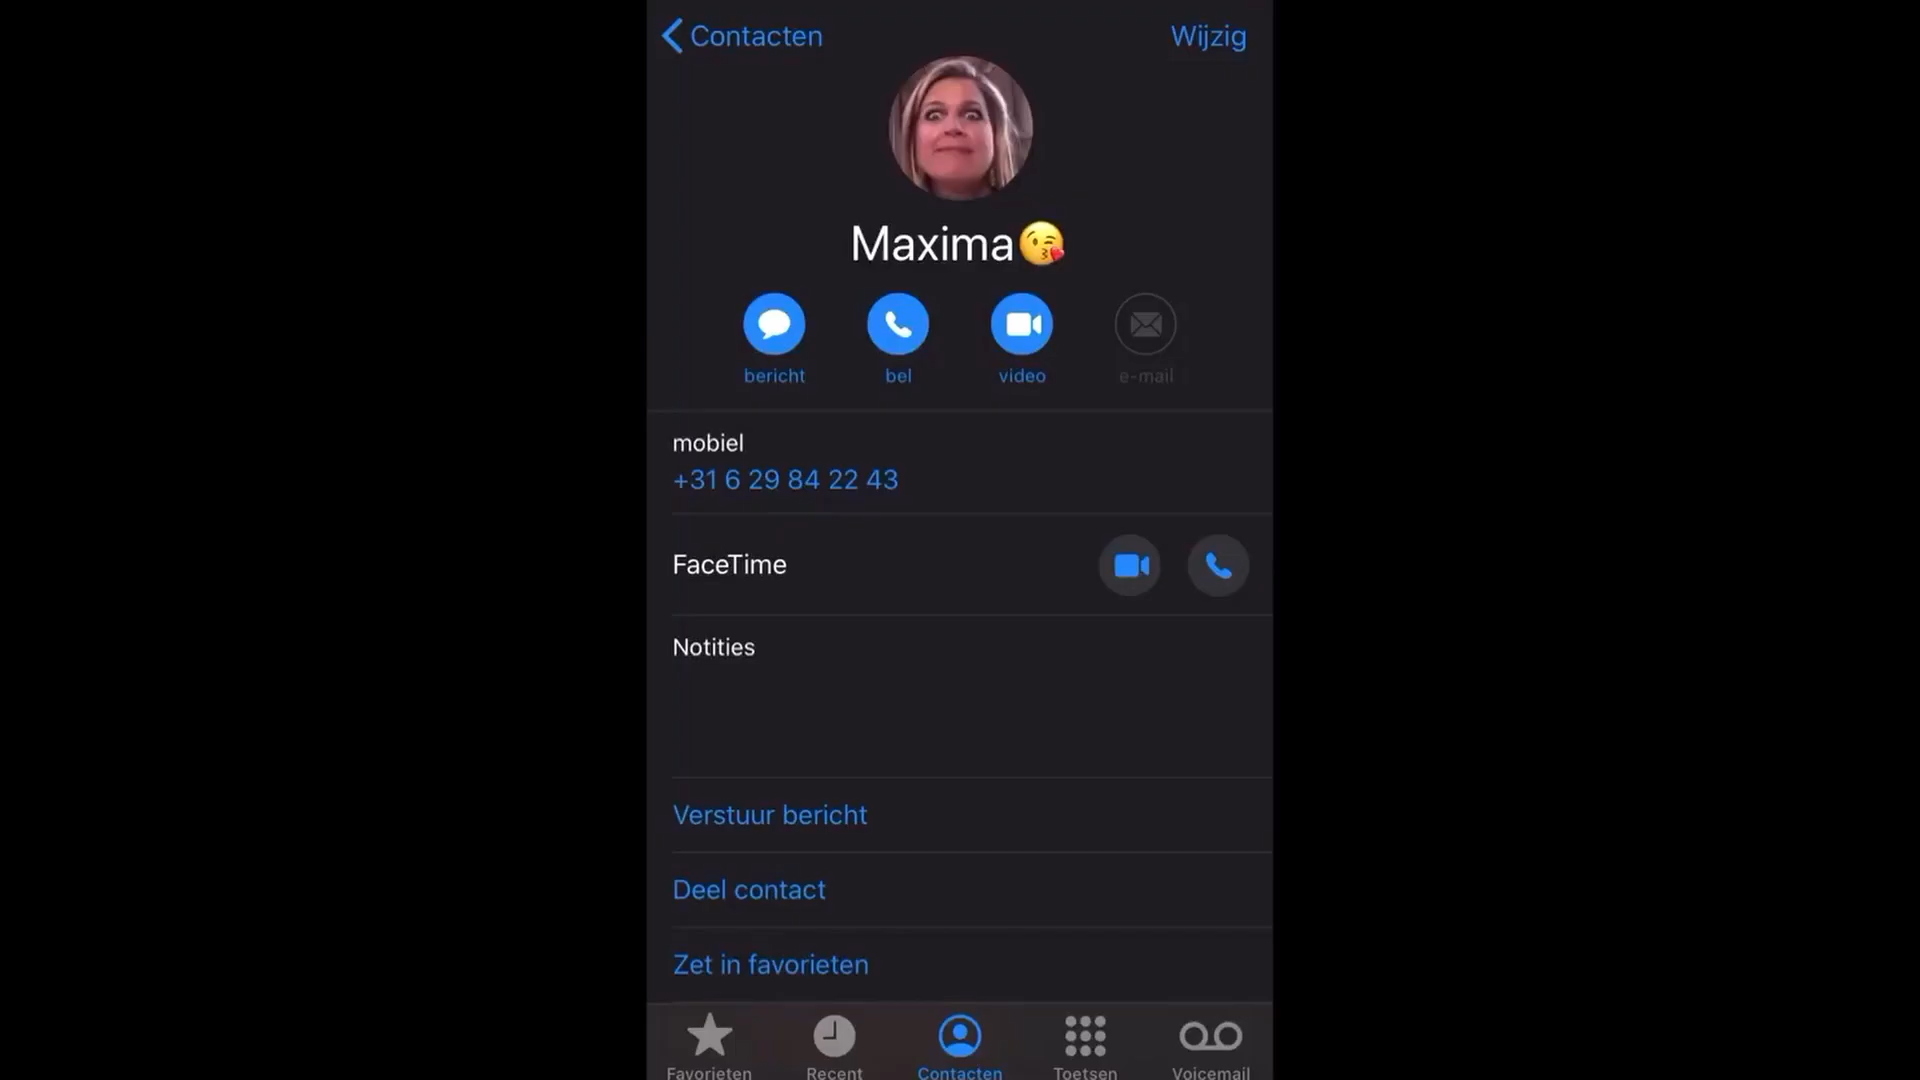 Contacten
Wijzig
Maxima😘
bericht
bel
video
e-mail
mobiel
+31 6 29 84 22 43
FaceTime
Notities
Verstuur bericht
Deel contact
Zet in favorieten
Favorieten
Recent
Contacten
Toetsen
Voicemail